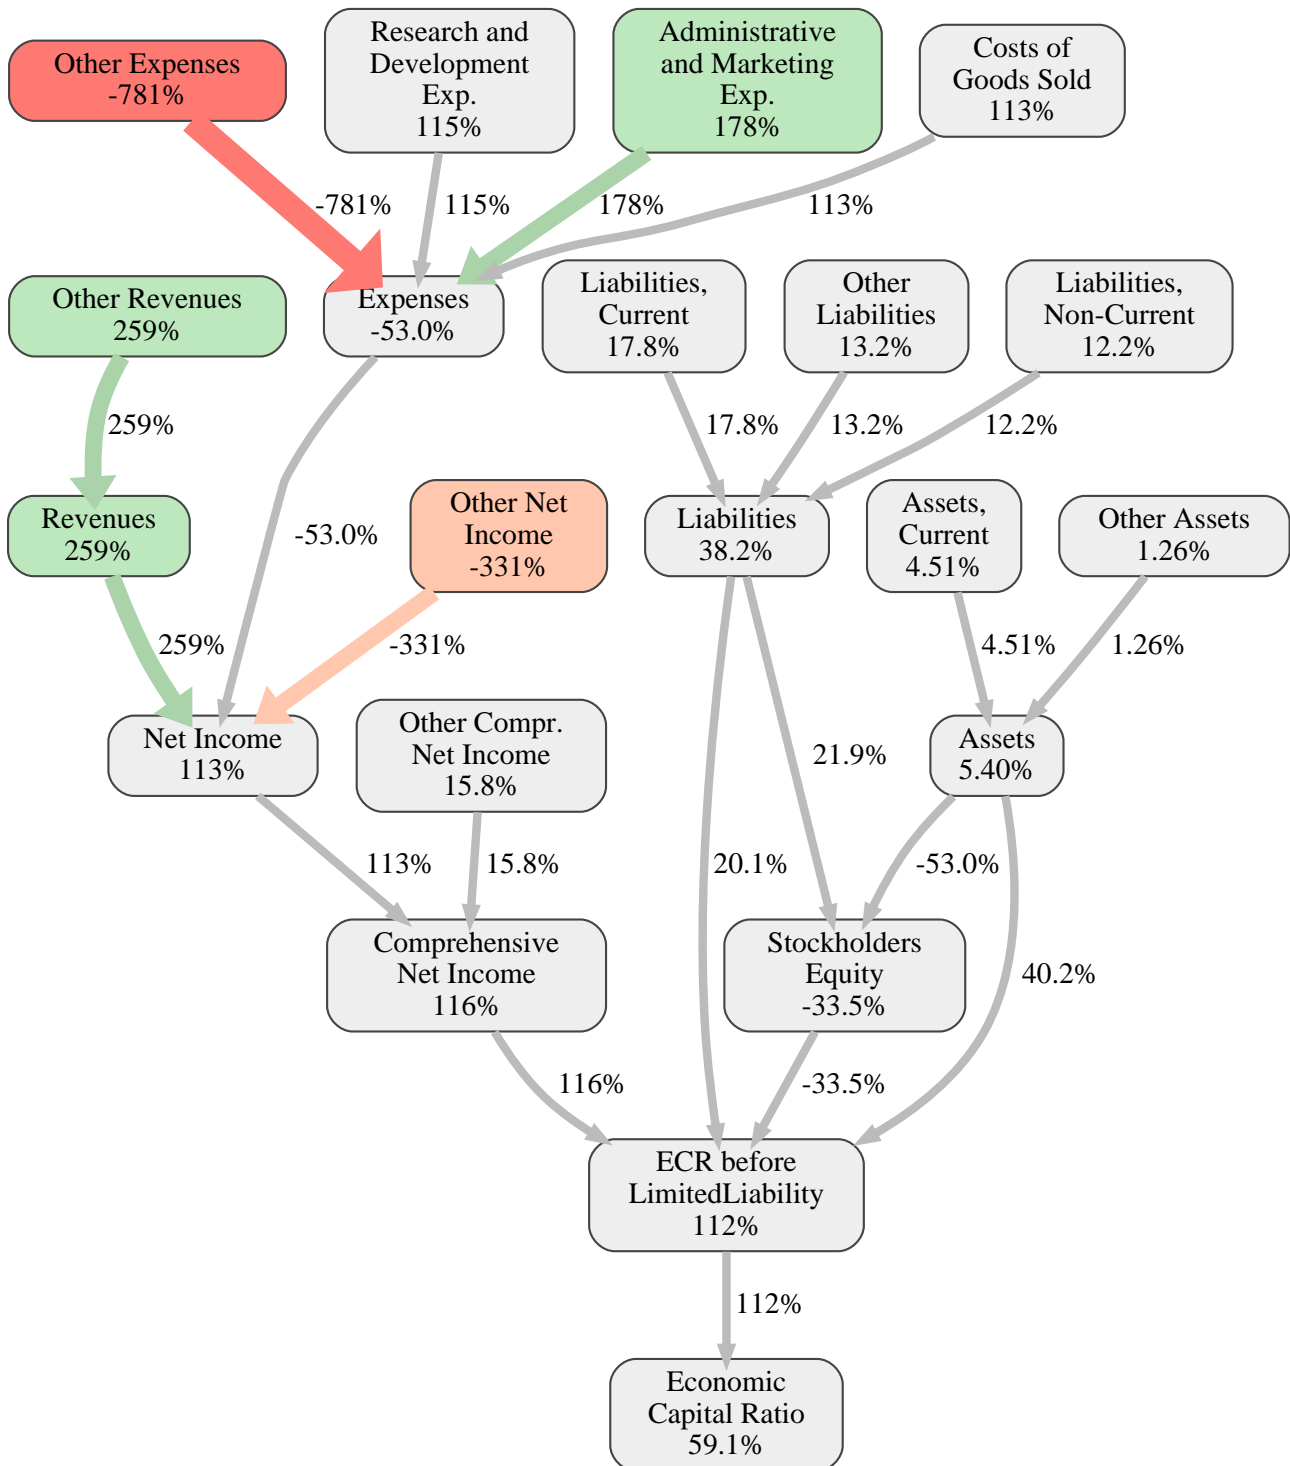 Other Expenses
-781%
Research and
Development
Exp.
115%
Administrative
and Marketing
Exp.
178%
Costs of
Goods Sold
113%
-781%
115%
178%
113%
Other Revenues
259%
Expenses
-53.0%
Liabilities,
Current
17.8%
Other
Liabilities
13.2%
Liabilities,
Non-Current
12.2%
259%
17.8%
13.2%
12.2%
Revenues
259%
-53.0%
Other Net
Income
-331%
Liabilities
38.2%
Assets,
Current
4.51%
Other Assets
1.26%
259%
-331%
4.51%
1.26%
Net Income
113%
Other Compr.
Net Income
15.8%
21.9%
Assets
5.40%
113%
15.8%
20.1%
-53.0%
Comprehensive
Net Income
116%
Stockholders
Equity
-33.5%
40.2%
116%
-33.5%
ECR before
LimitedLiability
112%
112%
Economic
Capital Ratio
59.1%